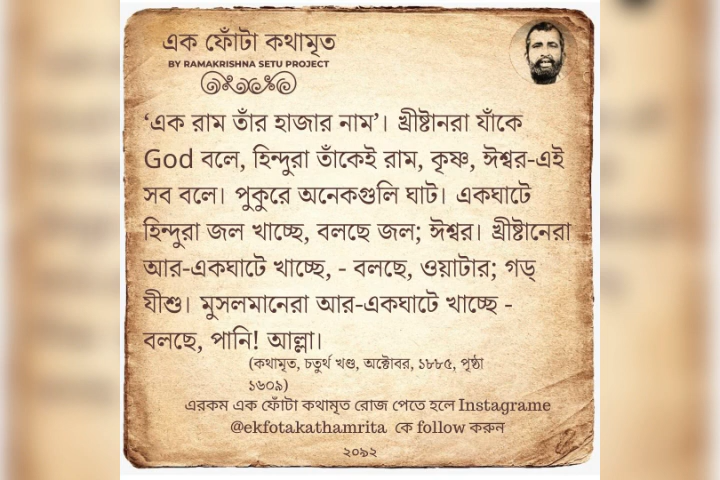 এক ফোঁটা কথামৃত
BY RAMAKRISHNA SETU PROJECT
‘এক রাম তাঁর হাজার নাম’। খ্রীষ্টানরা যাঁকে
God বলে, হিন্দুরা তাঁকেই রাম, কৃষ্ণ, ঈশ্বর-এই
সব বলে। পুকুরে অনেকগুলি ঘাট। একঘাটে
হিন্দুরা জল খাচ্ছে, বলছে জল; ঈশ্বর। খ্রীষ্টানেরা
আর-একঘাটে খাচ্ছে, - বলছে, ওয়াটার; গড্
যীশু। মুসলমানেরা আর-একঘাটে খাচ্ছে -
বলছে, পানি! আল্লা।
(কথামৃত, চতুর্থ খণ্ড, অক্টোবর, ১৮৮৫, পৃষ্ঠা
১৬০৯)
এরকম এক ফোঁটা কথামৃত রোজ পেতে হলে Instagrame
@ekfotakathamrita কে follow করুন
২০৯২